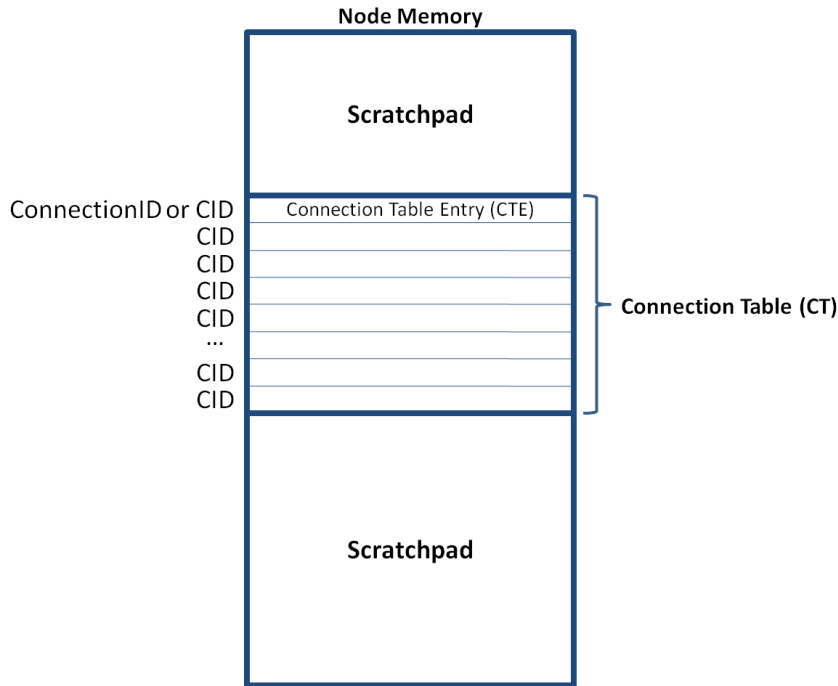 Node Memory
Scratchpad
ConnectionID or CID
Connection Table Entry (CTE)
CID
CID
CID
CID
...
CID
CID
Connection Table (CT)
Scratchpad